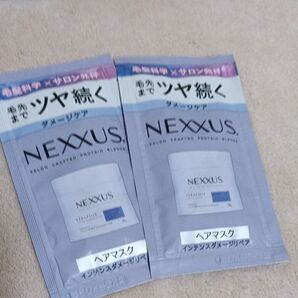 毛髪科学×サロン発想
毛先まで ツヤ続く
ダメージケア
NEXXUS.
SALON CRAFTED PROTEIN BLENDS
NEXXUS
ヘアマスク
インテンスダメージリペア
毛髪科学×サロン発想
毛先まで ツヤ続く
ダメージケア
NEXXUS.
SALON CRAFTED PROTEIN BLENDS
NEXXUS
ヘアマスク
インテンスダメージリペア